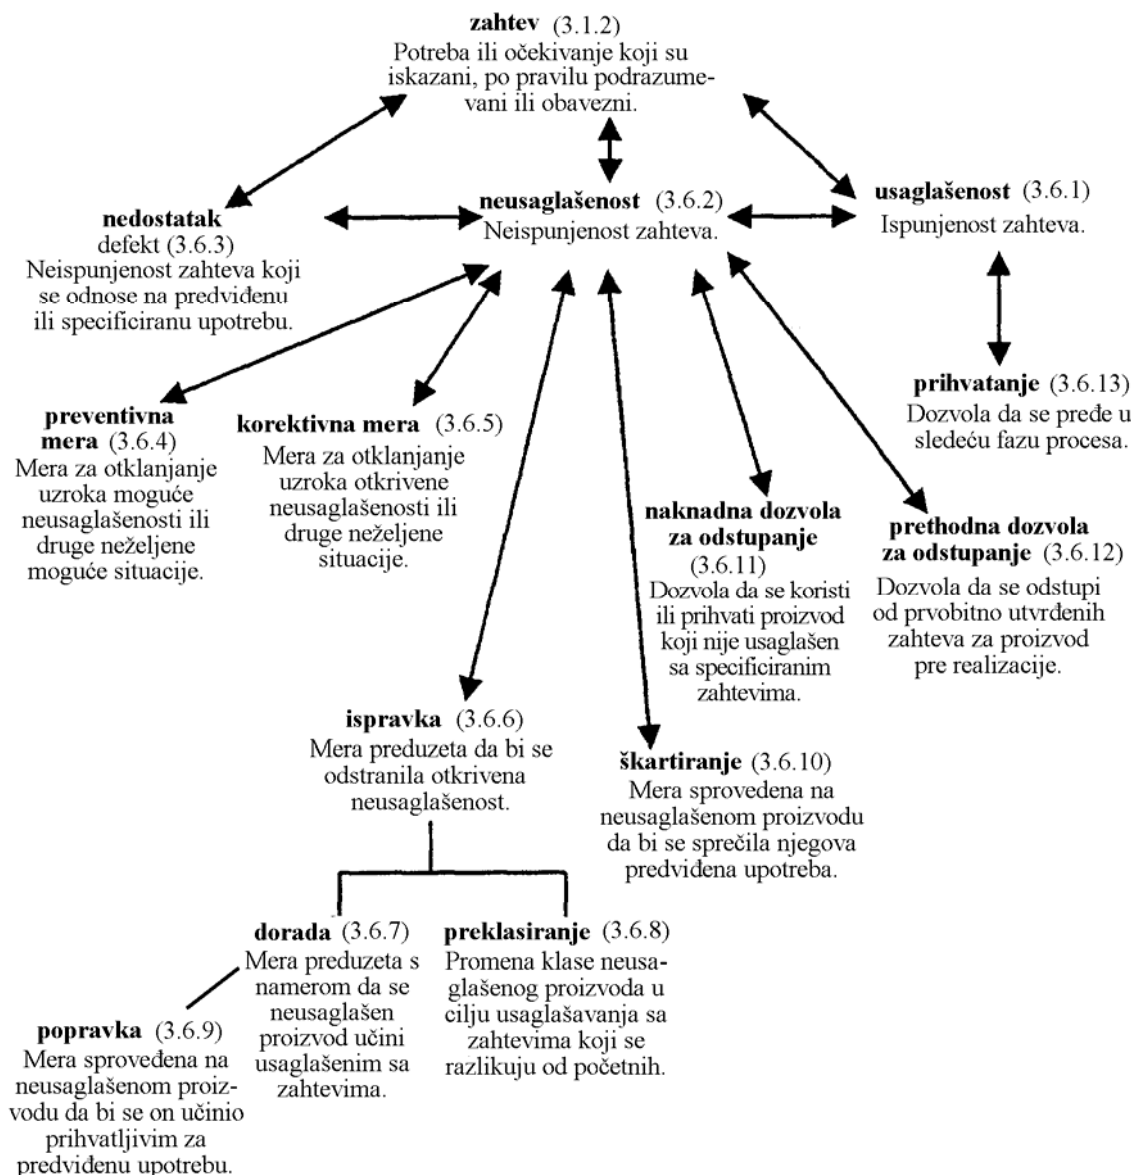 zahtev (3.1.2)
Potreba ili očekivanje koji su
iskazani, po pravilu podrazume-
vani ili obavezni.
nedostatak
defekt (3.6.3)
Neispunjenost zahteva koji
se odnose na predviđenu
ili specificiranu upotrebu.
neusaglašenost (3.6.2)
Neispunjenost zahteva.
usaglašenost (3.6.1)
Ispunjenost zahteva.
prihvatanje (3.6.13)
Dozvola da se pređe u
sledeću fazu procesa.
preventivna
mera (3.6.4)
Mera za otklanjanje
uzroka moguće
neusaglašenosti ili
druge neželjene
moguće situacije.
korektivna mera (3.6.5)
Mera za otklanjanje
uzroka otkrivene
neusaglašenosti ili
druge neželjene
situacije.
naknadna dozvola
za odstupanje
(3.6.11)
Dozvola da se koristi
ili prihvati proizvod
koji nije usaglašen
sa specificiranim
zahtevima.
prethodna dozvola
za odstupanje (3.6.12)
Dozvola da se odstupi
od prvobitno utvrđenih
zahteva za proizvod
pre realizacije.
ispravka (3.6.6)
Mera preduzeta da bi se
odstranila otkrivena
neusaglašenost.
škartiranje (3.6.10)
Mera sprovedena na
neusaglašenom proizvodu
da bi se sprečila njegova
predviđena upotreba.
dorada (3.6.7)
Mera preduzeta s
namerom da se
neusaglašen
proizvod učini
usaglašenim sa
zahtevima.
preklasiranje (3.6.8)
Promena klase neusa-
glašenog proizvoda u
cilju usaglašavanja sa
zahtevima koji se
razlikuju od početnih.
popravka (3.6.9)
Mera sprovedena na
neusaglašenom proiz-
vodu da bi se on učinio
prihvatljivim za
predviđenu upotrebu.